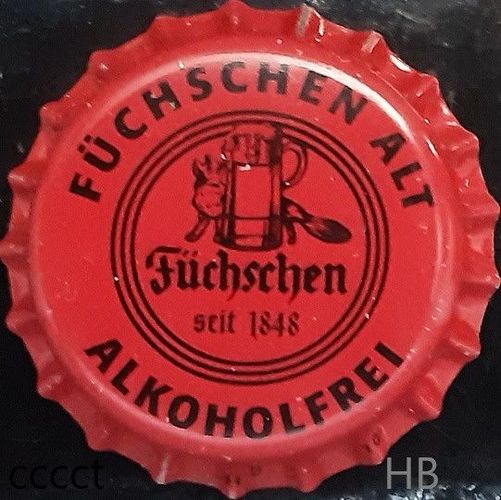 FÜCHSCHEN ALT
Füchschen
seit 1848
ALKOHOLFREI
cccct
HB